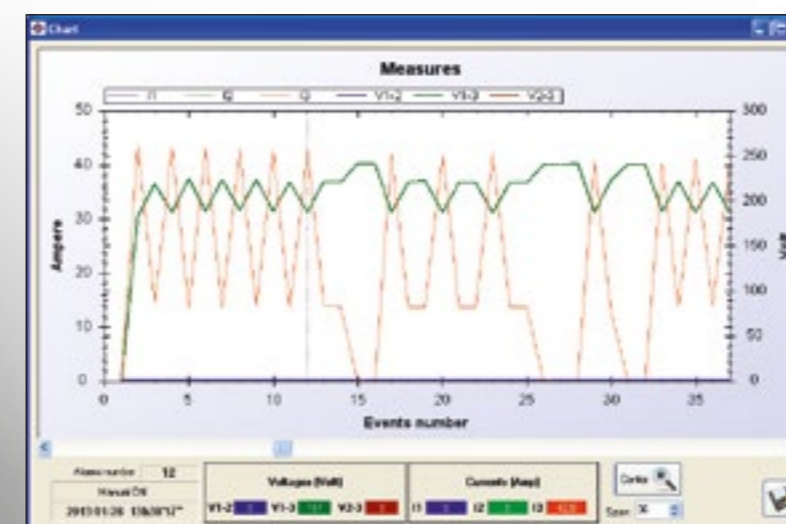 Chart
Measures
I1 I2 I3 V1-2 V1-3 V2-3
50
40
30
20
10
0
Ampere
300
250
200
150
100
50
0
Volt
0 5 10 15 20 25 30 35
Events number
Alarms number 12
Manual
Voltages (Volt)
V1-2 V1-3 V2-3
Currents (Amp)
I1 I2 I3
Span